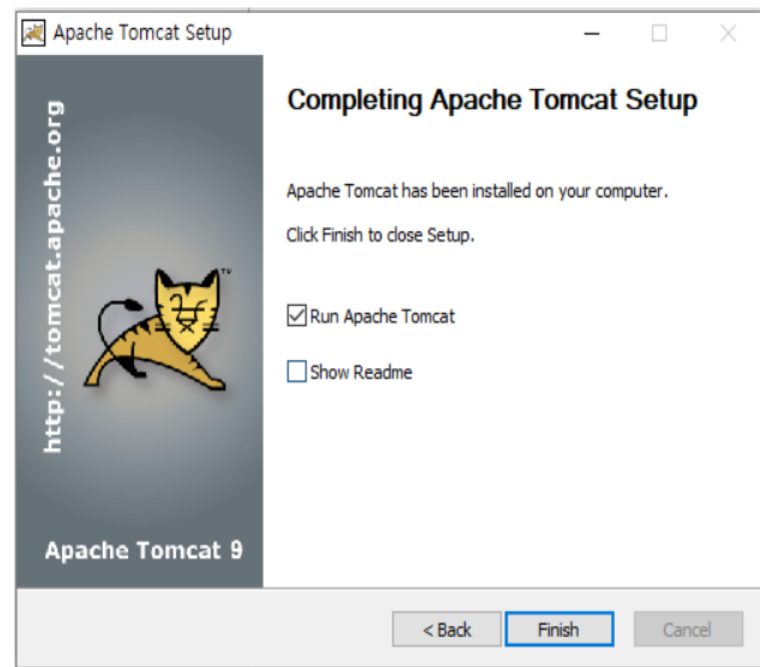 Apache Tomcat Setup
http://tomcat.apache.org
Completing Apache Tomcat Setup
Apache Tomcat has been installed on your computer.
Click Finish to close Setup.
Run Apache Tomcat
Show Readme
TM
Apache Tomcat 9
< Back
Finish
Cancel